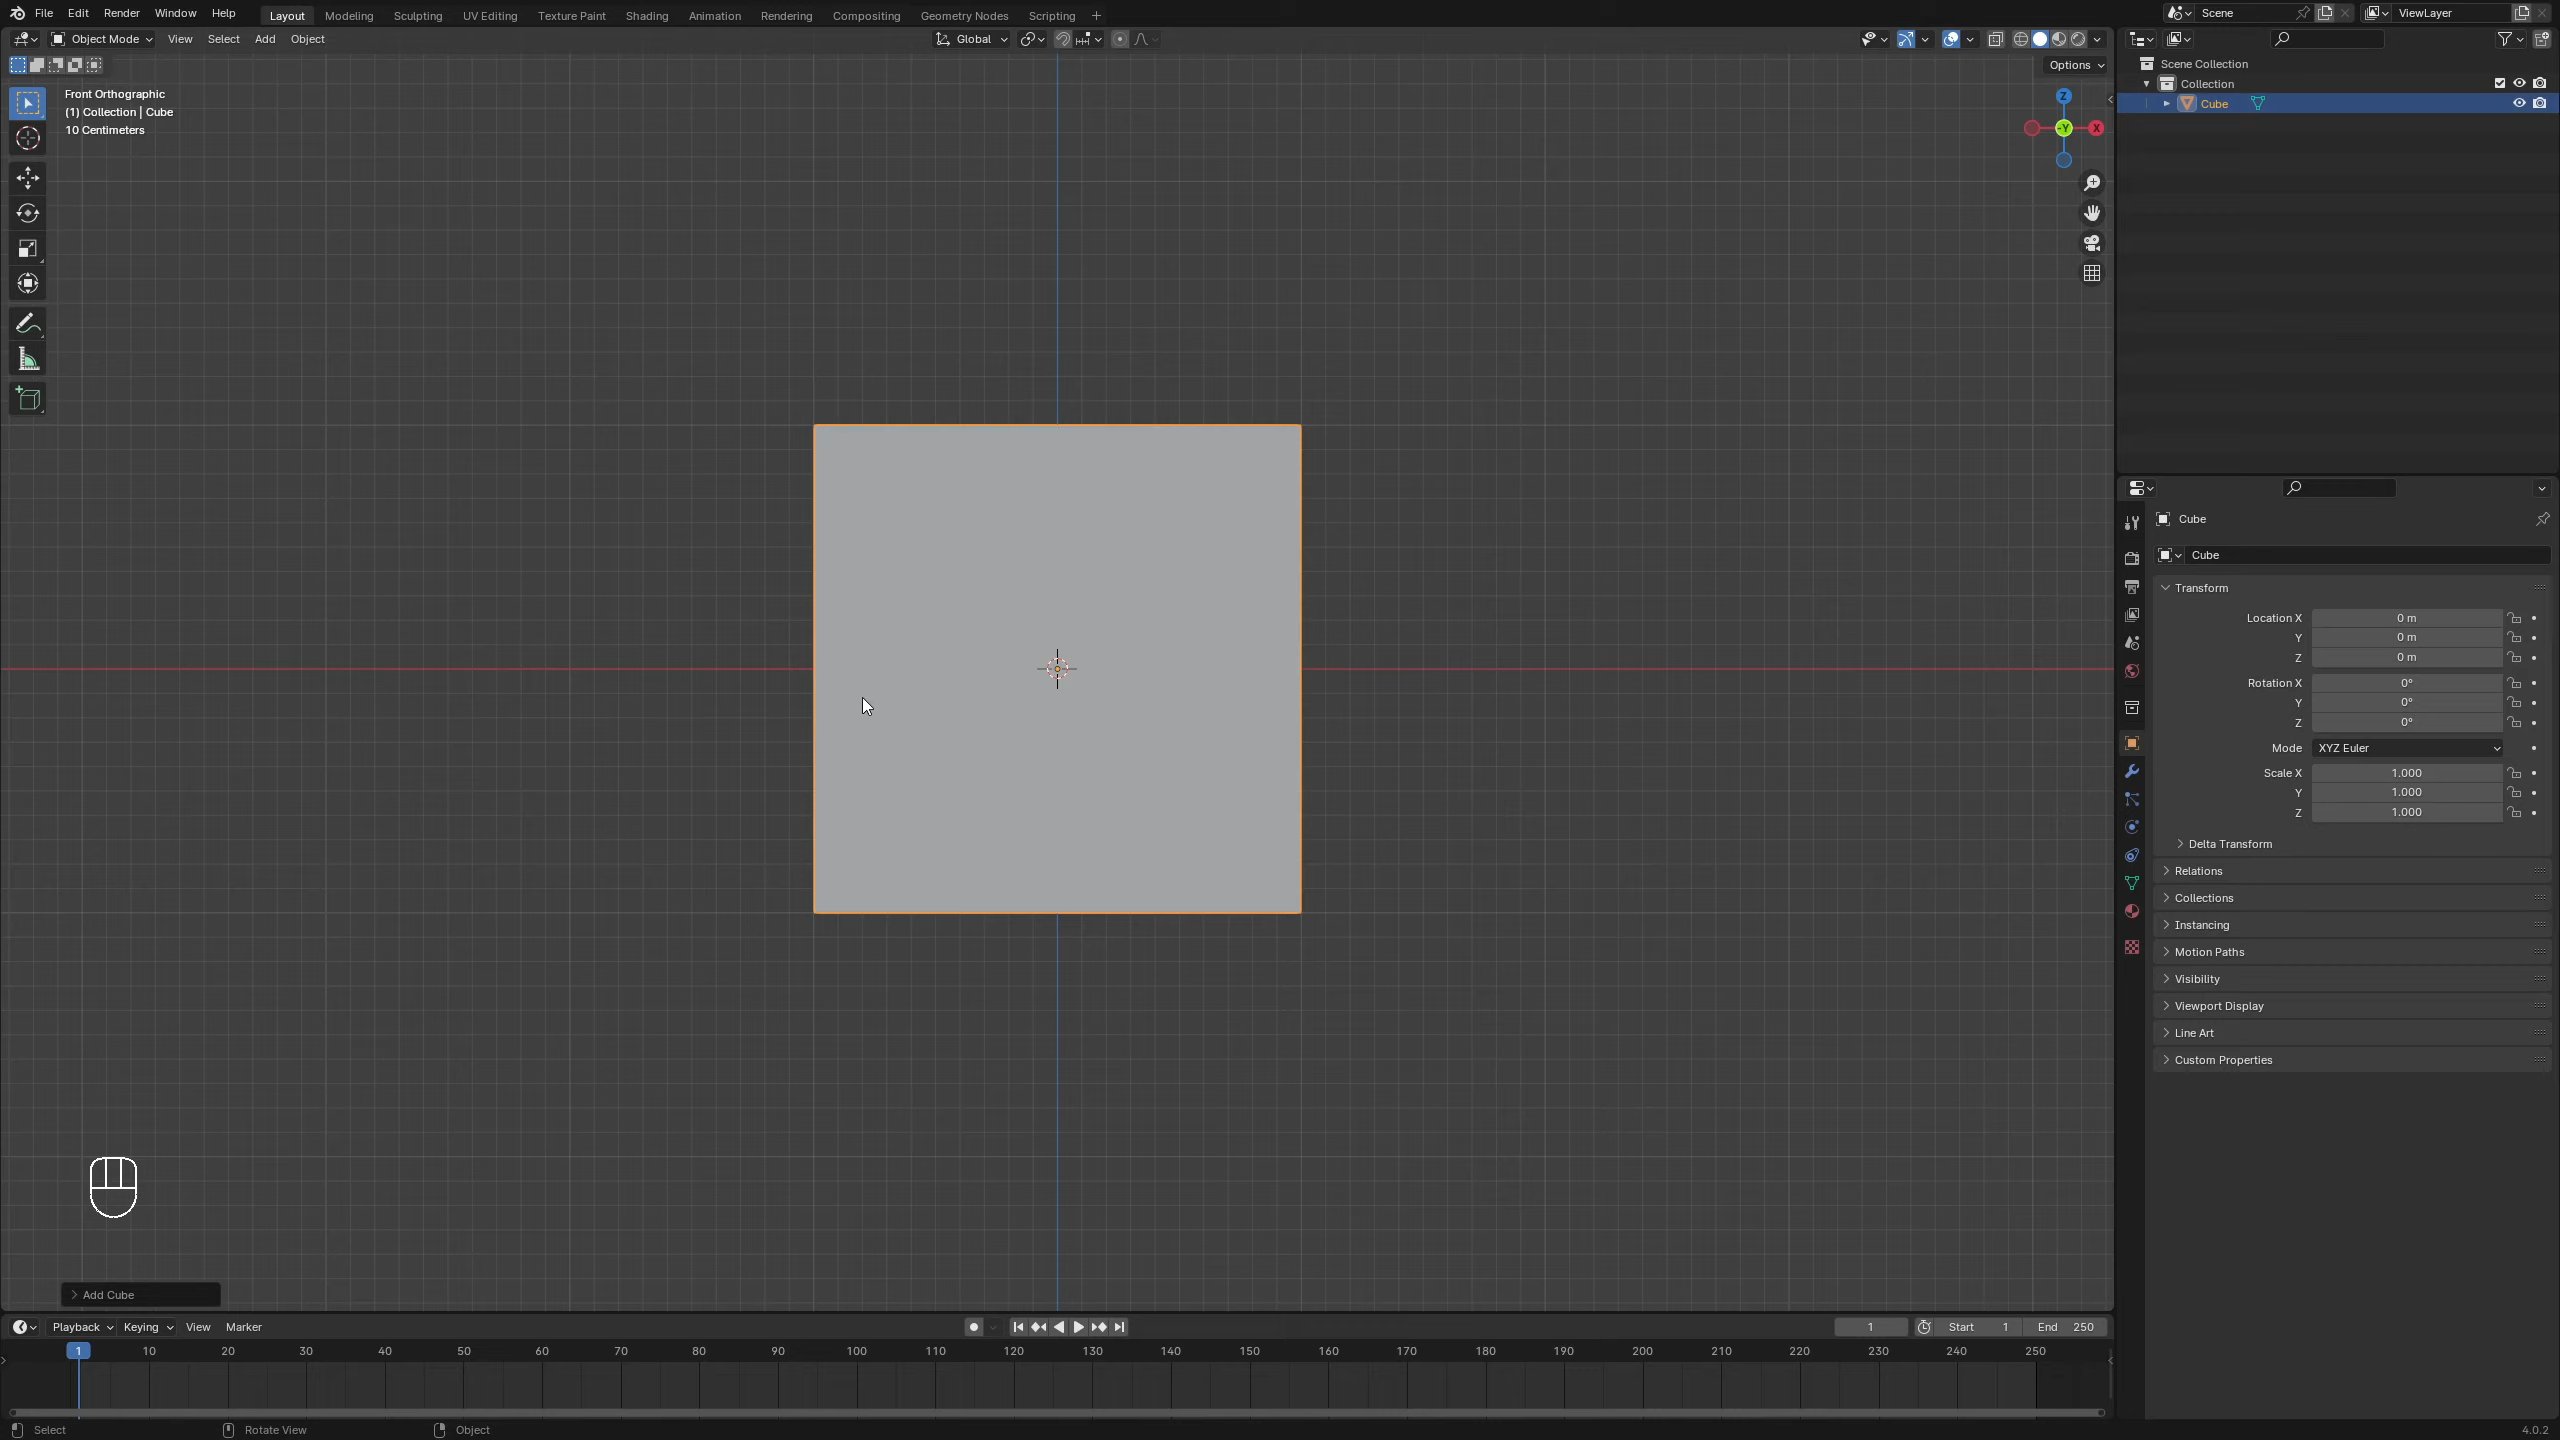 File Edit Render Window Help Layout Modeling Sculpting UV Editing Texture Paint Shading Animation Rendering Compositing Geometry Nodes Scripting + Scene ViewLayer
Object Mode View Select Add Object Global
Options
Front Orthographic
(1) Collection | Cube
10 Centimeters
Z
-Y X
Scene Collection
Collection
Cube
Cube
Cube
Transform
Location X 0 m
Y 0 m
Z 0 m
Rotation X 0°
Y 0°
Z 0°
Mode XYZ Euler
Scale X 1.000
Y 1.000
Z 1.000
Delta Transform
Relations
Collections
Instancing
Motion Paths
Visibility
Viewport Display
Line Art
Custom Properties
Add Cube
Playback Keying View Marker 1 Start 1 End 250
1 10 20 30 40 50 60 70 80 90 100 110 120 130 140 150 160 170 180 190 200 210 220 230 240 250
Select Rotate View Object 4.0.2